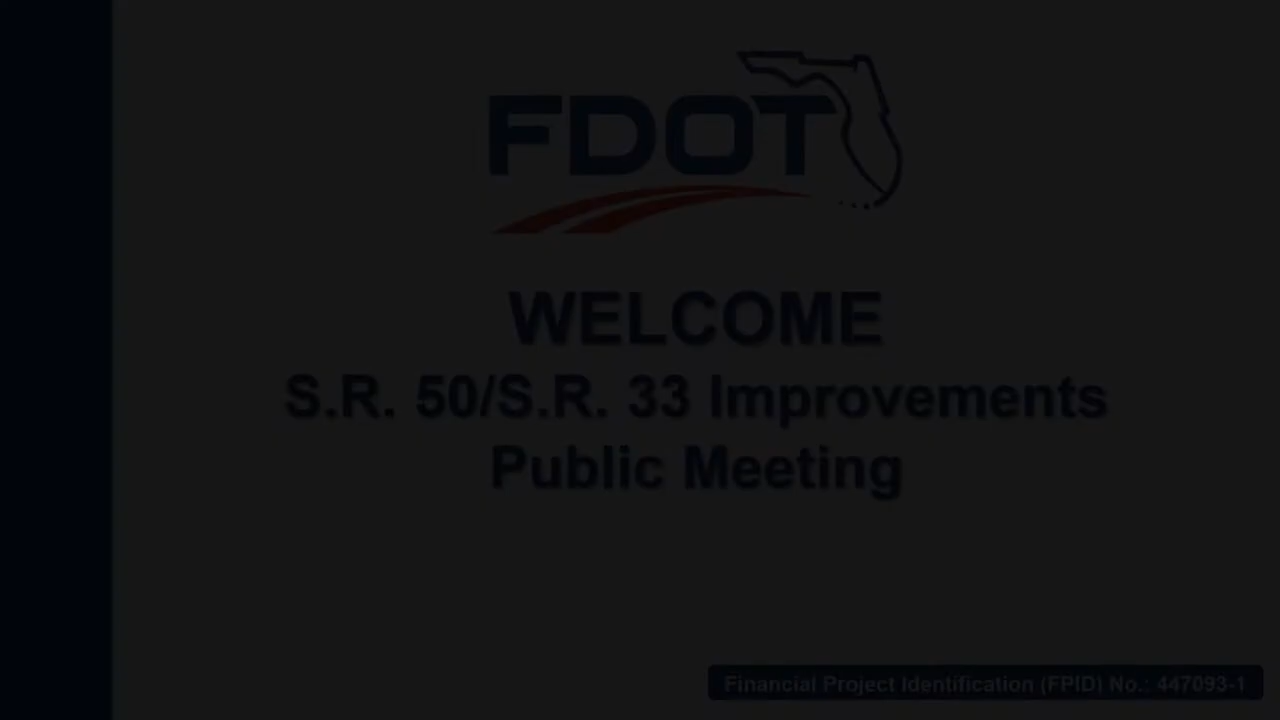 FDOT
WELCOME
S.R. 50/S.R. 33 Improvements
Public Meeting
Financial Project Identification (FPID) No.: 447093-1